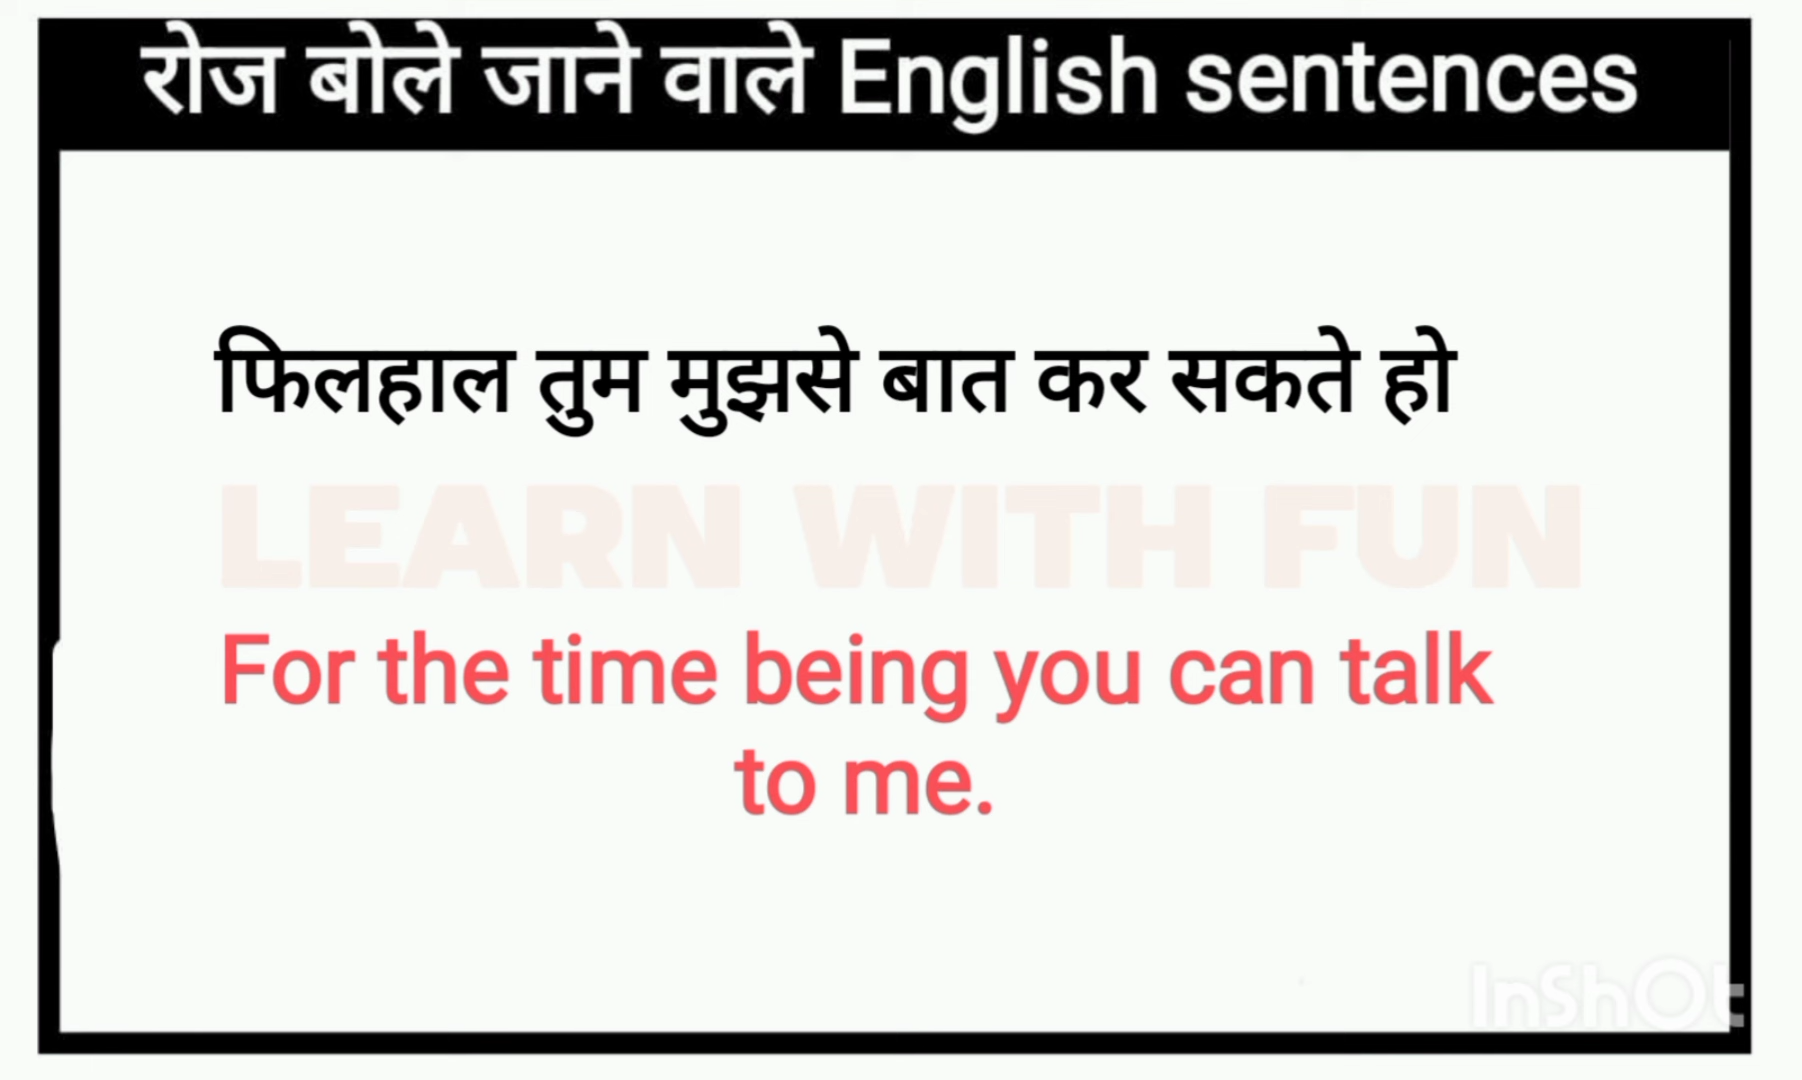 रोज बोले जाने वाले English sentences
फिलहाल तुम मुझसे बात कर सकते हो
LEARN WITH FUN
For the time being you can talk
to me.
InShOt